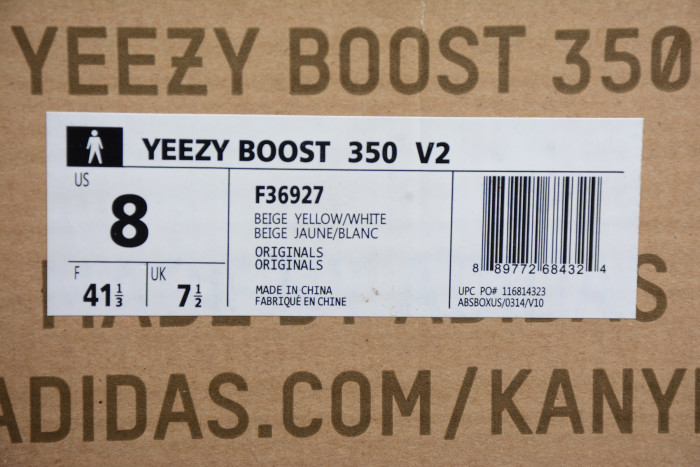 YEEZY BOOST 350
YEEZY BOOST 350 V2
US
8
F
41 1/3
UK
7 1/2
F36927
BEIGE YELLOW/WHITE
BEIGE JAUNE/BLANC
ORIGINALS
ORIGINALS
MADE IN CHINA
FABRIQUÉ EN CHINE
8 89772 68432 4
UPC PO# 116814323
ABSBOXUS/0314/V10
ADIDAS.COM/KANY